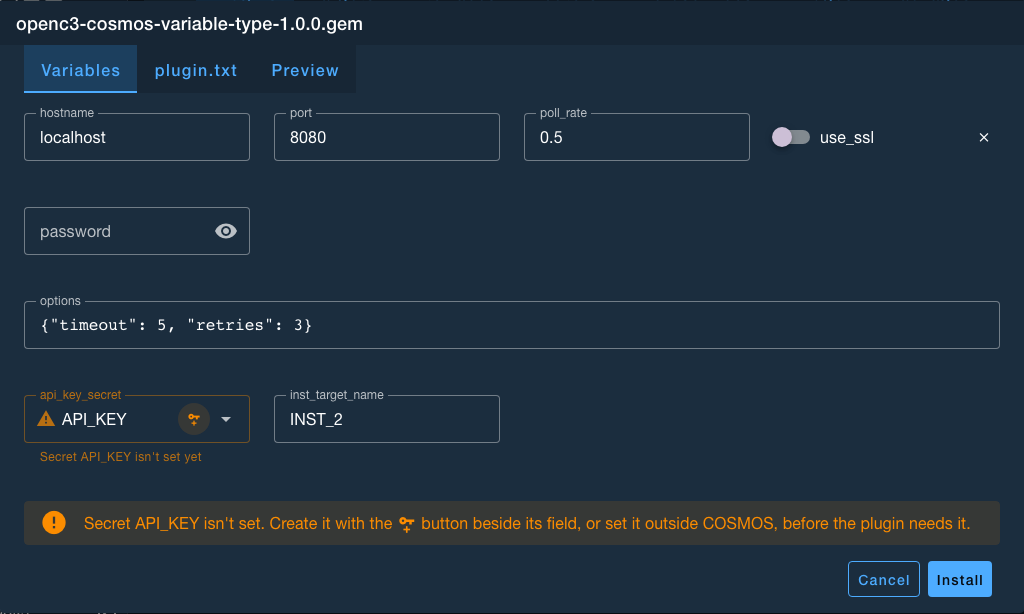 openc3-cosmos-variable-type-1.0.0.gem
Variables plugin.txt Preview
hostname port poll_rate
localhost 8080 0.5 use_ssl ×
password
options
{"timeout": 5, "retries": 3}
api_key_secret inst_target_name
API_KEY INST_2
Secret API_KEY isn't set yet
Secret API_KEY isn't set. Create it with the button beside its field, or set it outside COSMOS, before the plugin needs it.
Cancel Install